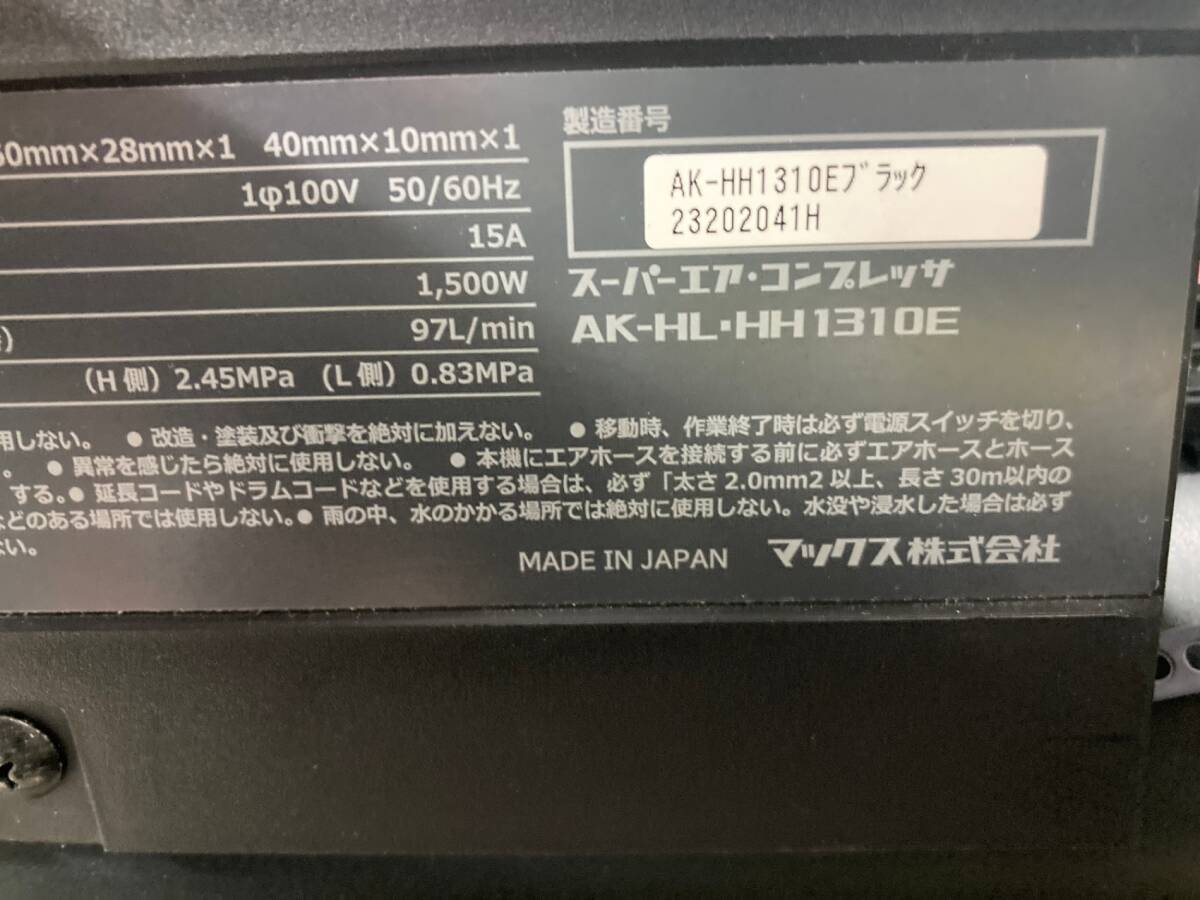 60mm×28mm×1 40mm×10mm×1
1φ100V 50/60Hz
15A
1,500W
97L/min
(H側) 2.45MPa (L側) 0.83MPa
製造番号
AK-HH1310Eブラック
23202041H
スーパーエア・コンプレッサ
AK-HL・HH1310E
用しない。 ● 改造・塗装及び衝撃を絶対に加えない。 ● 移動時、作業終了時は必ず電源スイッチを切り、
。 ● 異常を感じたら絶対に使用しない。 ● 本機にエアホースを接続する前に必ずエアホースとホース
する。● 延長コードやドラムコードなどを使用する場合は、必ず「太さ2.0mm2以上、長さ30m以内の
などのある場所では使用しない。● 雨の中、水のかかる場所では絶対に使用しない。水没や浸水した場合は必ず
ない。
MADE IN JAPAN マックス株式会社